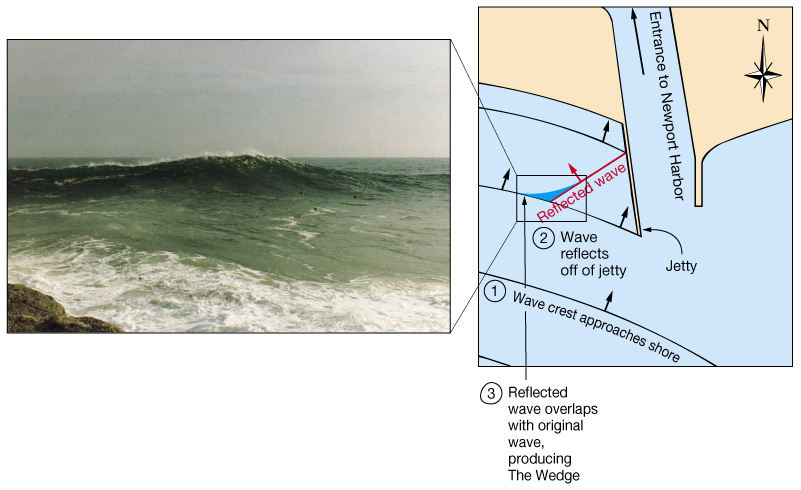 N
Entrance to Newport Harbor
Reflected wave
2 Wave
reflects
off of jetty
Jetty
1 Wave crest approaches shore
3 Reflected
wave overlaps
with original
wave,
producing
The Wedge